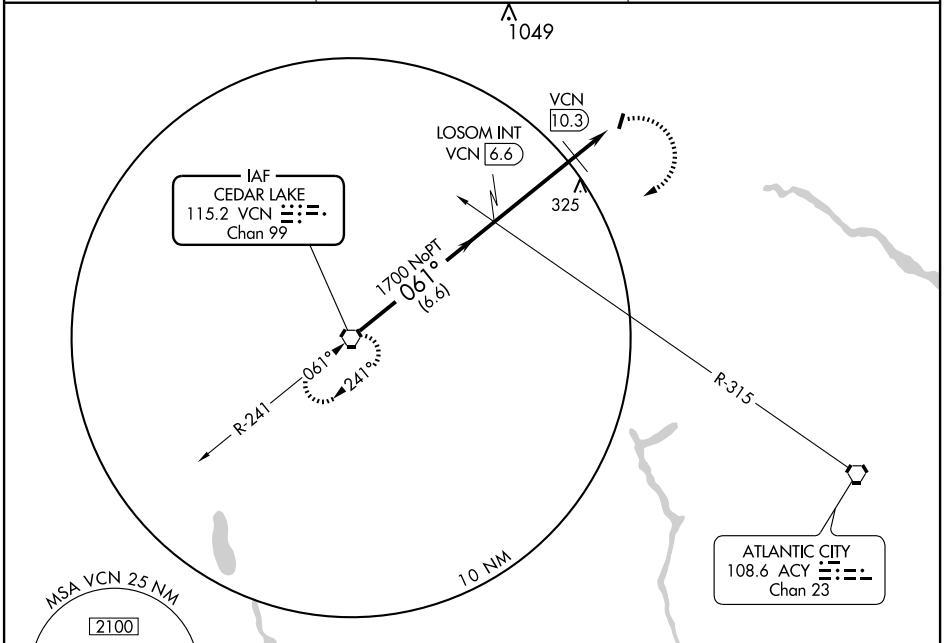 1049
VCN
10.3
LOSOM INT
VCN 6.6
IAF
CEDAR LAKE
115.2 VCN
Chan 99
325
1700 NoPT
061°
(6.6)
061°
241°
R-241
R-315
10 NM
ATLANTIC CITY
108.6 ACY
Chan 23
MSA VCN 25 NM
2100